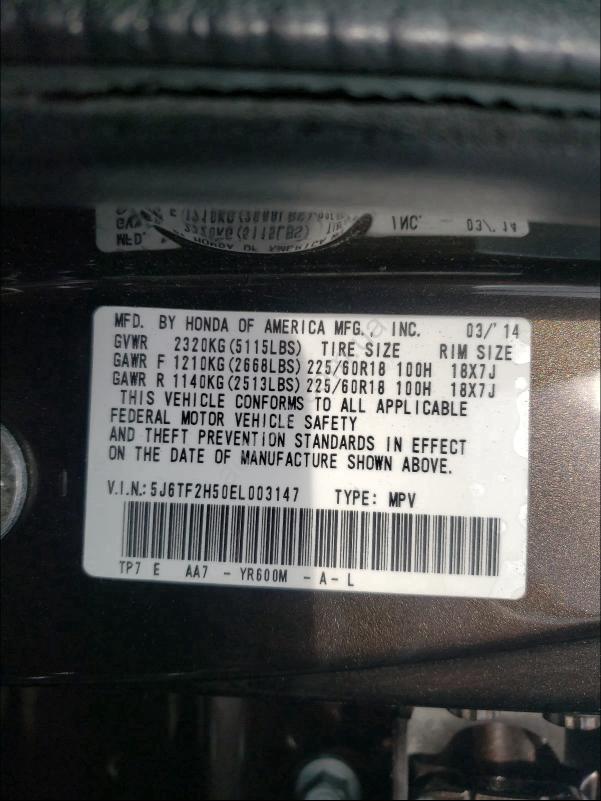 MFD. BY HONDA OF AMERICA MFG., INC. 03/'14
GVWR 2320KG(5115LBS) TIRE SIZE RIM SIZE
GAWR F 1210KG(2668LBS) 225/60R18 100H 18X7J
GAWR R 1140KG(2513LBS) 225/60R18 100H 18X7J
THIS VEHICLE CONFORMS TO ALL APPLICABLE
FEDERAL MOTOR VEHICLE SAFETY
AND THEFT PREVENTION STANDARDS IN EFFECT
ON THE DATE OF MANUFACTURE SHOWN ABOVE.
V.I.N.:5J6TF2H50EL003147 TYPE: MPV
TP7 E AA7 - YR600M - A - L